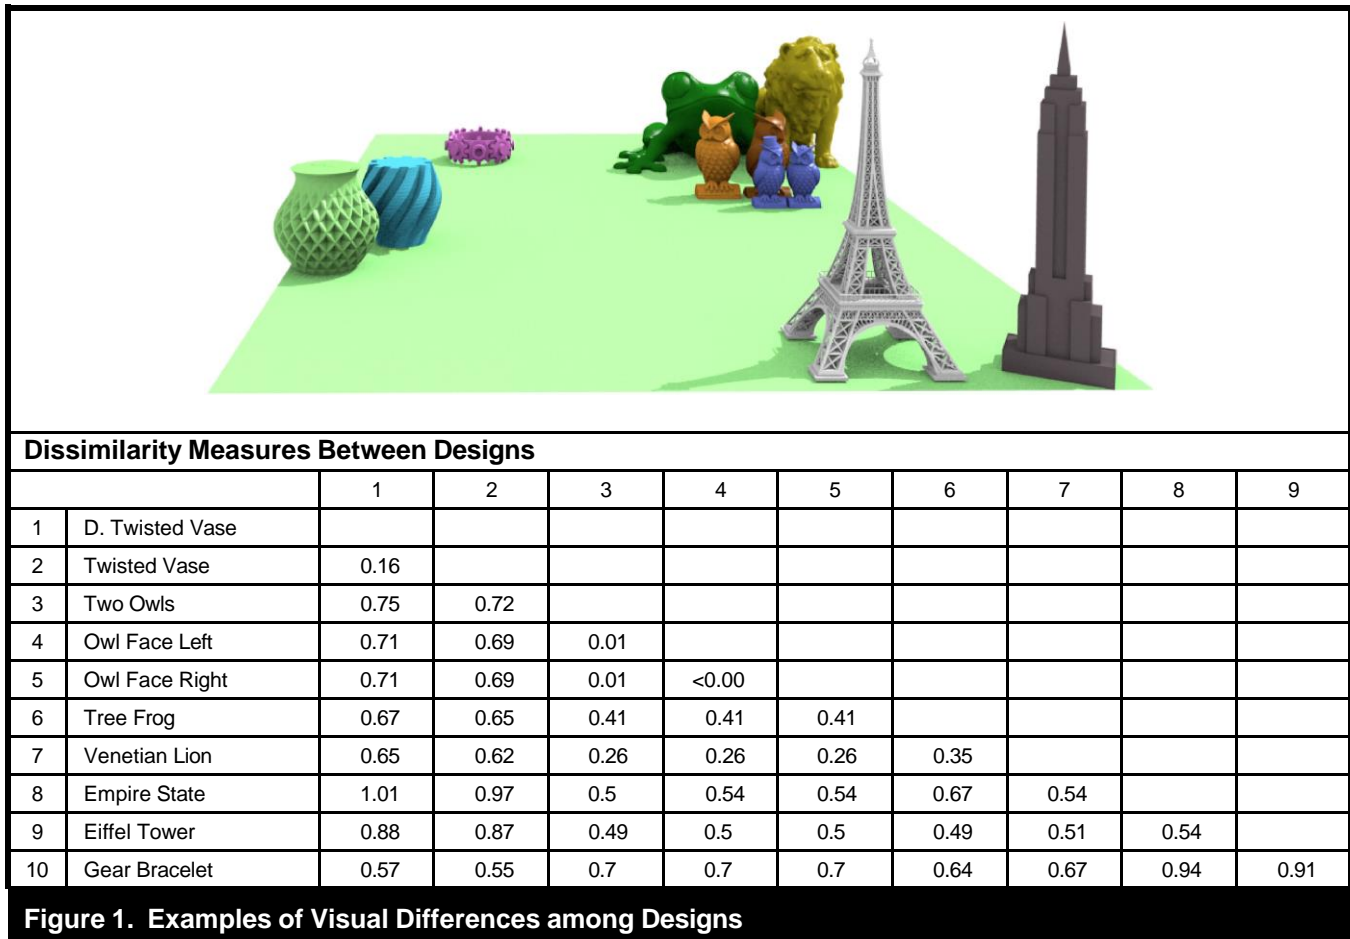 Dissimilarity Measures Between Designs
1 2 3 4 5 6 7 8 9
1 D. Twisted Vase
2 Twisted Vase 0.16
3 Two Owls 0.75 0.72
4 Owl Face Left 0.71 0.69 0.01
5 Owl Face Right 0.71 0.69 0.01 <0.00
6 Tree Frog 0.67 0.65 0.41 0.41 0.41
7 Venetian Lion 0.65 0.62 0.26 0.26 0.26 0.35
8 Empire State 1.01 0.97 0.5 0.54 0.54 0.67 0.54
9 Eiffel Tower 0.88 0.87 0.49 0.5 0.5 0.49 0.51 0.54
10 Gear Bracelet 0.57 0.55 0.7 0.7 0.7 0.64 0.67 0.94 0.91
Figure 1. Examples of Visual Differences among Designs